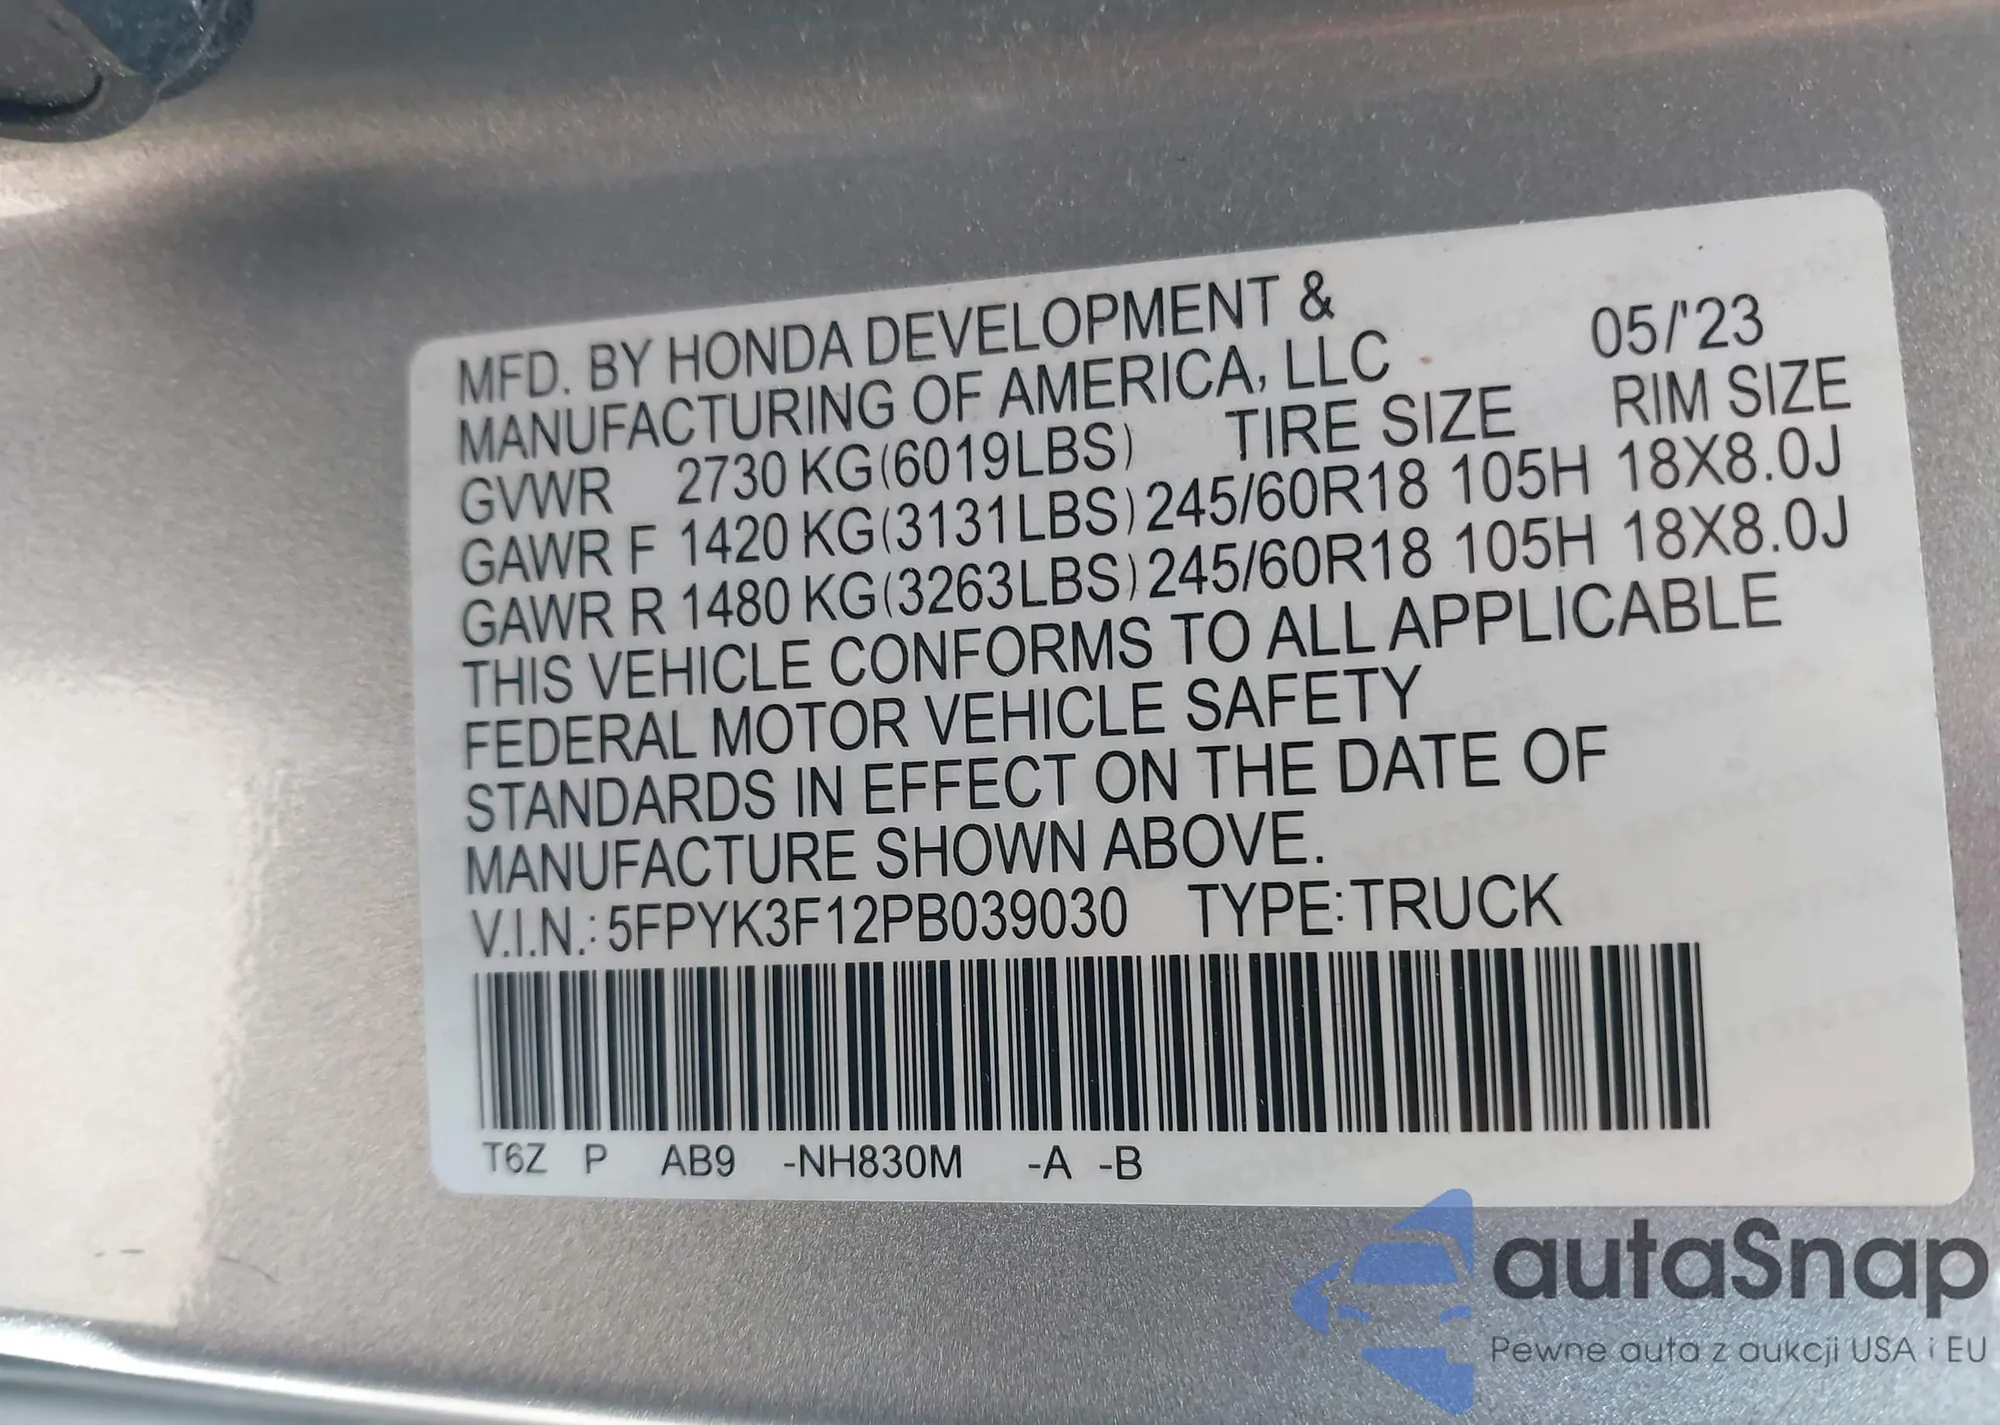 MFD. BY HONDA DEVELOPMENT &
MANUFACTURING OF AMERICA, LLC 05/'23
GVWR 2730 KG(6019LBS) TIRE SIZE RIM SIZE
GAWR F 1420 KG(3131LBS) 245/60R18 105H 18X8.0J
GAWR R 1480 KG(3263LBS) 245/60R18 105H 18X8.0J
THIS VEHICLE CONFORMS TO ALL APPLICABLE
FEDERAL MOTOR VEHICLE SAFETY
STANDARDS IN EFFECT ON THE DATE OF
MANUFACTURE SHOWN ABOVE.
V.I.N.: 5FPYK3F12PB039030 TYPE: TRUCK
T6Z P AB9 -NH830M -A -B
autaSnap
Pewne auta z aukcji USA i EU